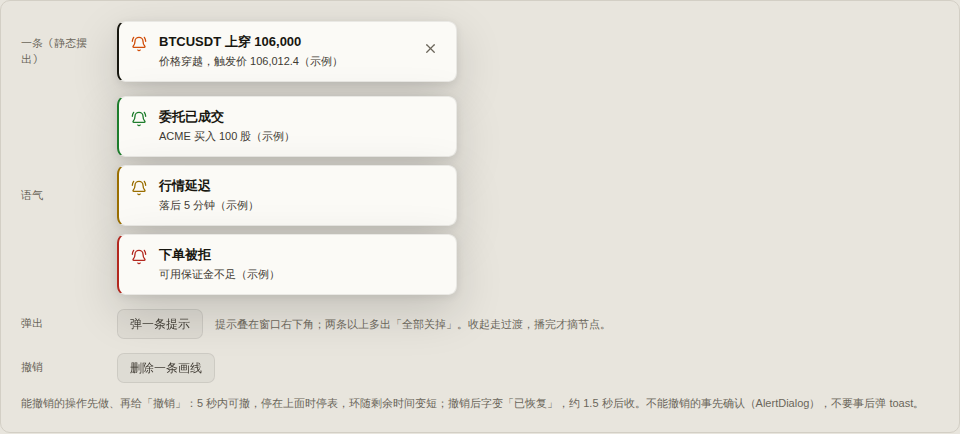 一条（静态摆
出）
BTCUSDT 上穿 106,000
价格穿越，触发价 106,012.4（示例）
语气
委托已成交
ACME 买入 100 股（示例）
行情延迟
落后 5 分钟（示例）
下单被拒
可用保证金不足（示例）
弹出
弹一条提示
提示叠在窗口右下角；两条以上多出「全部关掉」。收起走过渡，播完才摘节点。
撤销
删除一条画线
能撤销的操作先做、再给「撤销」：5 秒内可撤，停在上面时停表，环随剩余时间变短；撤销后字变「已恢复」，约 1.5 秒后收。不能撤销的事先确认（AlertDialog），不要事后弹 toast。